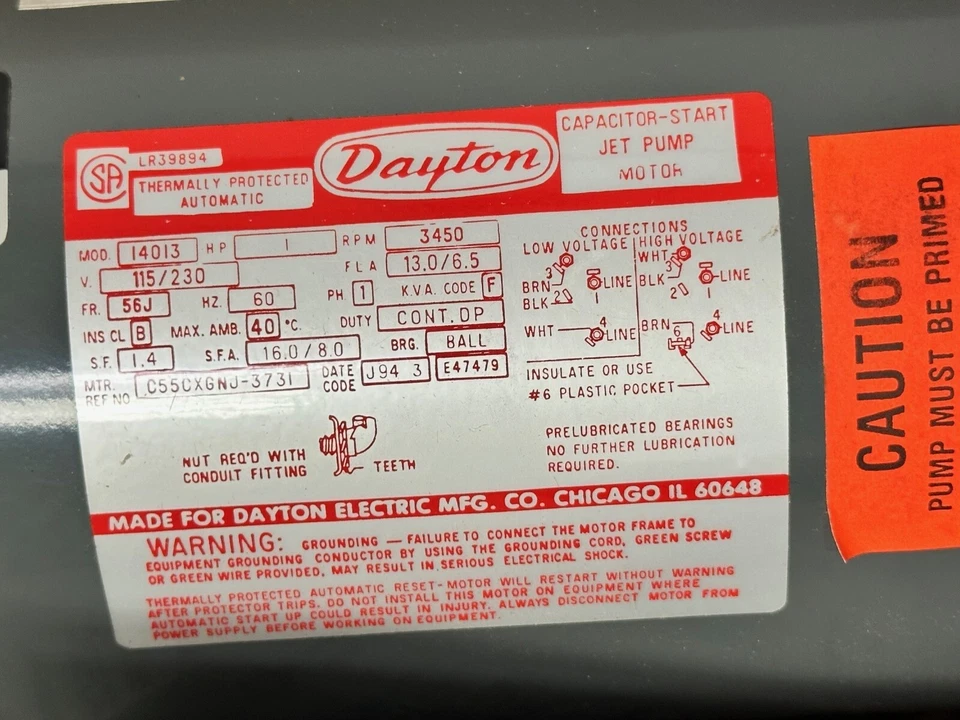 SA
LR39894
THERMALLY PROTECTED
AUTOMATIC
Dayton
CAPACITOR-START
JET PUMP
MOTOR
MOD. 14013 HP 1 RPM 3450
V. 115/230 FLA 13.0/6.5
FR. 56J HZ. 60 PH 1 K.V.A. CODE F
INS CL B MAX. AMB. 40 °C. DUTY CONT.DP
S.F. 1.4 S.F.A. 16.0/8.0 BRG. BALL
MTR. REF NO C55CXGNJ-3731 DATE CODE J94 3 E47479
CONNECTIONS
LOW VOLTAGE HIGH VOLTAGE
WHT
3 3
BRN BLK
BLK 2 1 LINE 2 1 LINE
WHT 4 LINE BRN 6 4 LINE
INSULATE OR USE
#6 PLASTIC POCKET
NUT REQ'D WITH
CONDUIT FITTING
TEETH
PRELUBRICATED BEARINGS
NO FURTHER LUBRICATION
REQUIRED.
MADE FOR DAYTON ELECTRIC MFG. CO. CHICAGO IL 60648
WARNING: GROUNDING — FAILURE TO CONNECT THE MOTOR FRAME TO
EQUIPMENT GROUNDING CONDUCTOR BY USING THE GROUNDING CORD, GREEN SCREW
OR GREEN WIRE PROVIDED, MAY RESULT IN SERIOUS ELECTRICAL SHOCK.
THERMALLY PROTECTED AUTOMATIC RESET-MOTOR WILL RESTART WITHOUT WARNING
AFTER PROTECTOR TRIPS. DO NOT INSTALL THIS MOTOR ON EQUIPMENT WHERE
AUTOMATIC START UP COULD RESULT IN INJURY. ALWAYS DISCONNECT MOTOR FROM
POWER SUPPLY BEFORE WORKING ON EQUIPMENT.
CAUTION
PUMP MUST BE PRIMED